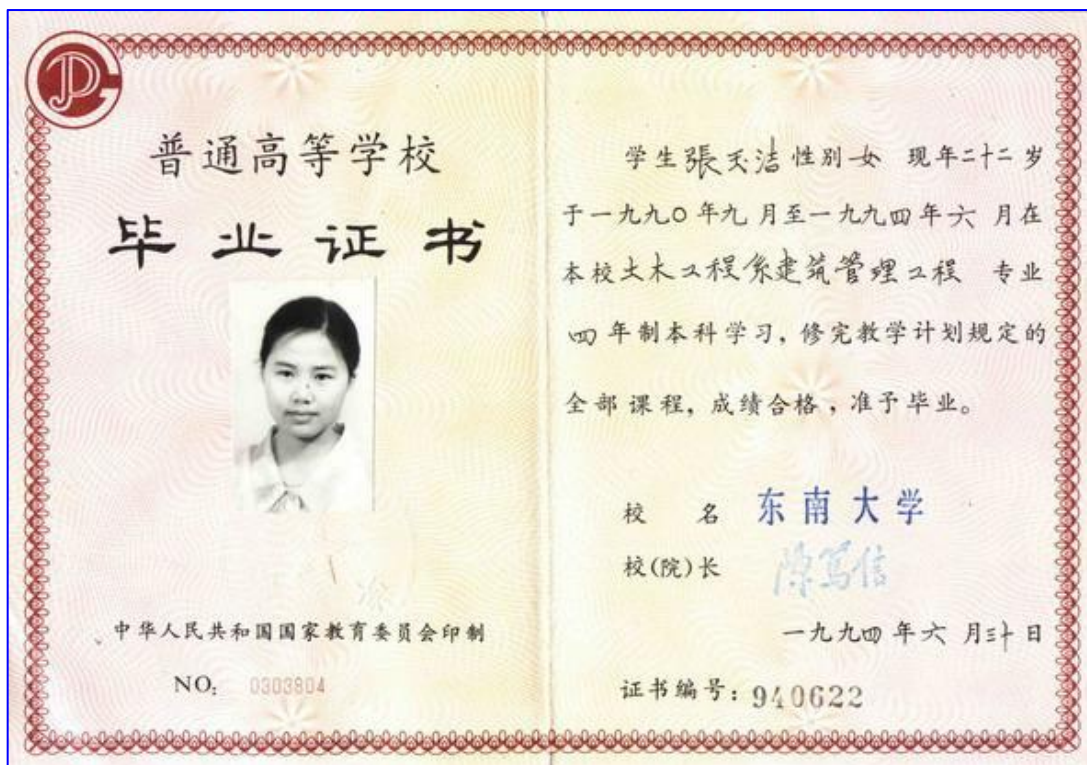 普通高等学校
毕业证书
中华人民共和国国家教育委员会印制
NO: 0303804
学生張天洁性别女 现年二十二岁
于一九九〇年九月至一九九四年六月在
本校土木工程系建筑管理工程 专业
四年制本科学习，修完教学计划规定的
全部课程，成绩合格，准予毕业。
校 名 东南大学
校(院)长 陈笃信
一九九四年六月三十日
证书编号：940622